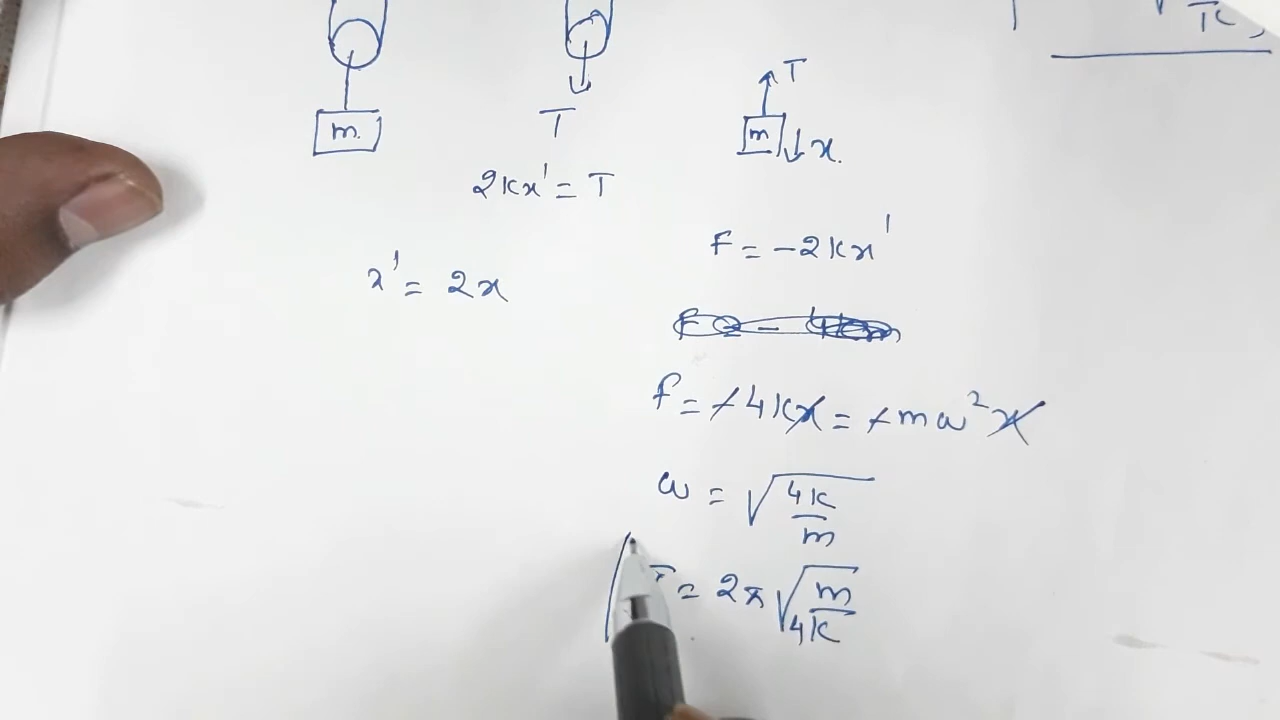 √ /K
m
T
T
m
x.
2kx' = T
F = -2kx'
x' = 2x
f = -4kx = -mω²x
ω = √4k/m
T = 2π√m/4k